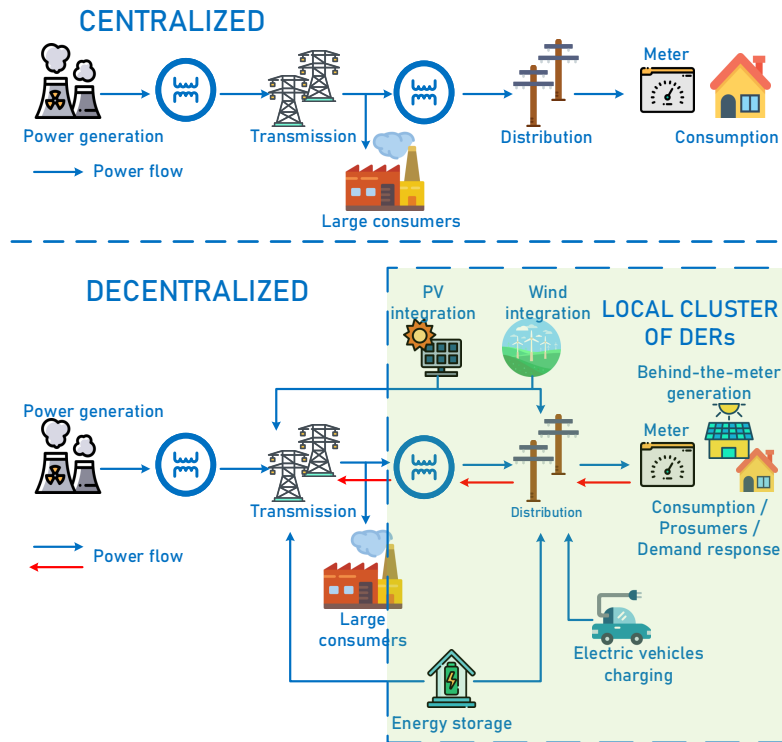 CENTRALIZED
Meter
Power generation
Transmission
Distribution
Consumption
Power flow
Large consumers
DECENTRALIZED
PV
integration
Wind
integration
LOCAL CLUSTER
OF DERs
Behind-the-meter
generation
Power generation
Meter
Transmission
Distribution
Consumption /
Prosumers /
Demand response
Power flow
Large
consumers
Electric vehicles
charging
Energy storage